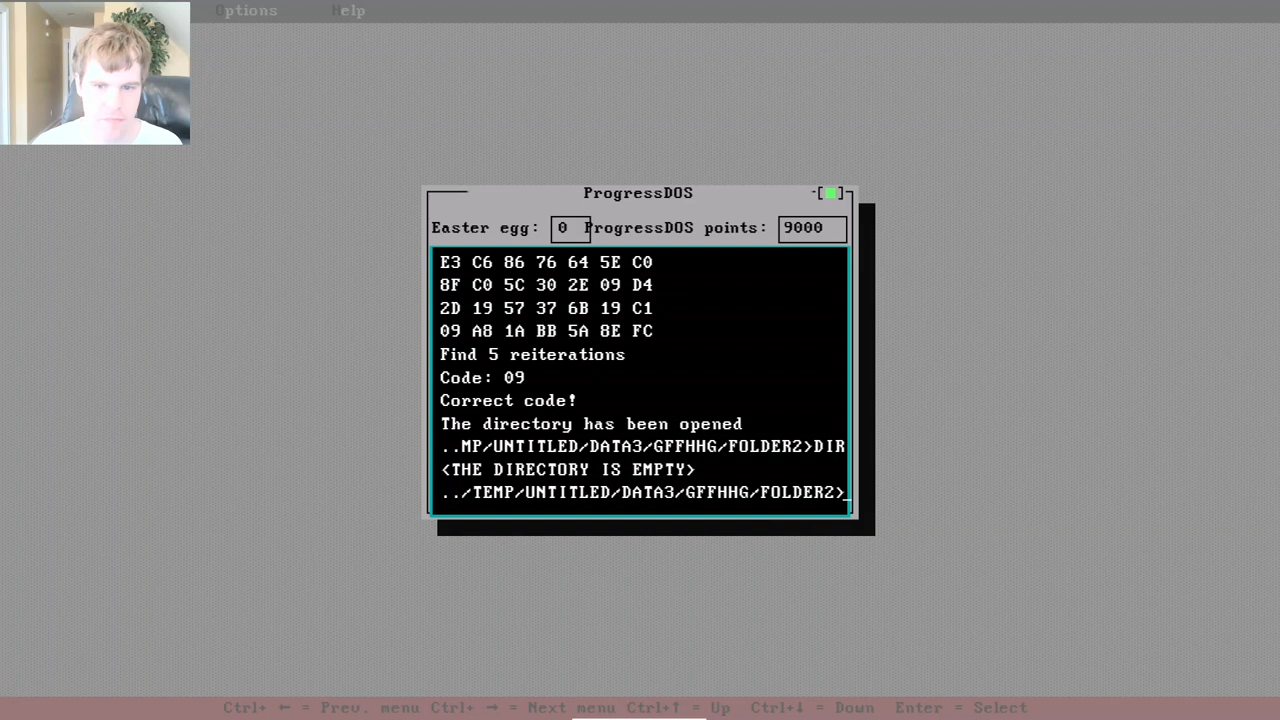 Options Help
ProgressDOS
Easter egg: 0 ProgressDOS points: 9000
E3 C6 86 76 64 5E C0
8F C0 5C 30 2E 09 D4
2D 19 57 37 6B 19 C1
09 A8 1A BB 5A 8E FC
Find 5 reiterations
Code: 09
Correct code!
The directory has been opened
..MP/UNTITLED/DATA3/GFFHHG/FOLDER2>DIR
<THE DIRECTORY IS EMPTY>
../TEMP/UNTITLED/DATA3/GFFHHG/FOLDER2>_
Ctrl+ ← = Prev. menu Ctrl+ → = Next menu Ctrl+↑ = Up Ctrl+↓ = Down Enter = Select